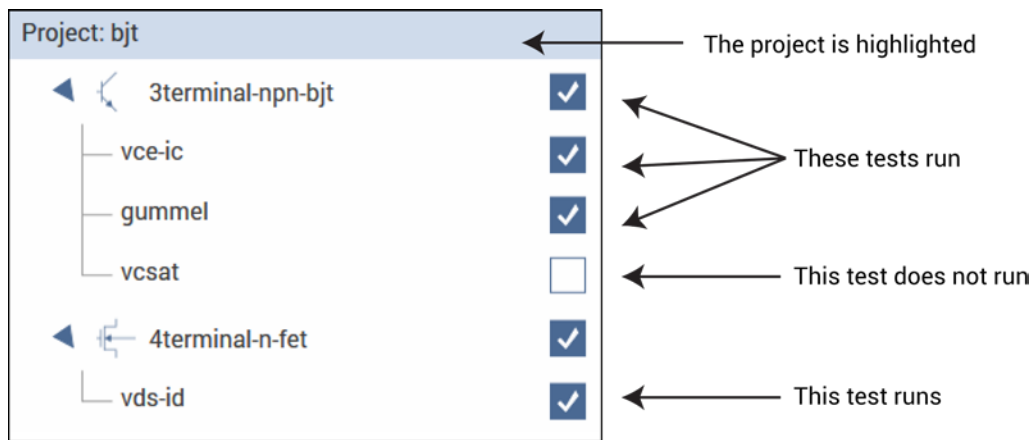 Project: bjt
The project is highlighted
3terminal-npn-bjt
vce-ic
These tests run
gummel
vcsat
This test does not run
4terminal-n-fet
vds-id
This test runs